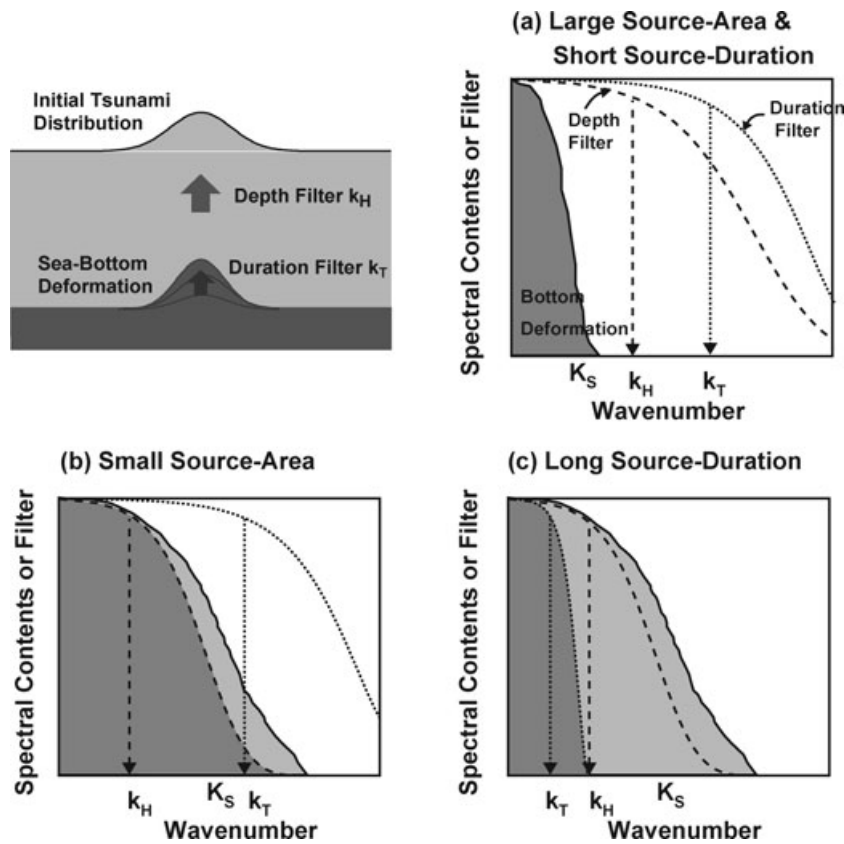 Initial Tsunami
Distribution
Depth Filter kH
Sea-Bottom
Deformation
Duration Filter kT
(a) Large Source-Area &
Short Source-Duration
Spectral Contents or Filter
Depth
Filter
Duration
Filter
Bottom
Deformation
KS
kH
kT
Wavenumber
(b) Small Source-Area
Spectral Contents or Filter
kH
KS
kT
Wavenumber
(c) Long Source-Duration
Spectral Contents or Filter
kT
kH
KS
Wavenumber